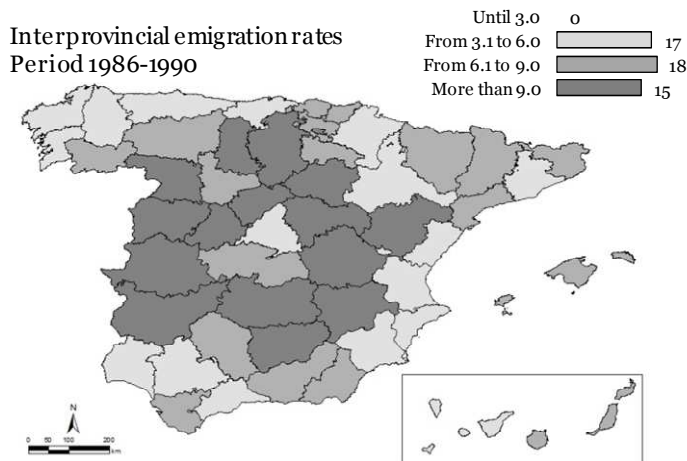 Interprovincial emigration rates
Period 1986-1990
Until 3.0 0
From 3.1 to 6.0 17
From 6.1 to 9.0 18
More than 9.0 15
N
0 50 100 200
km